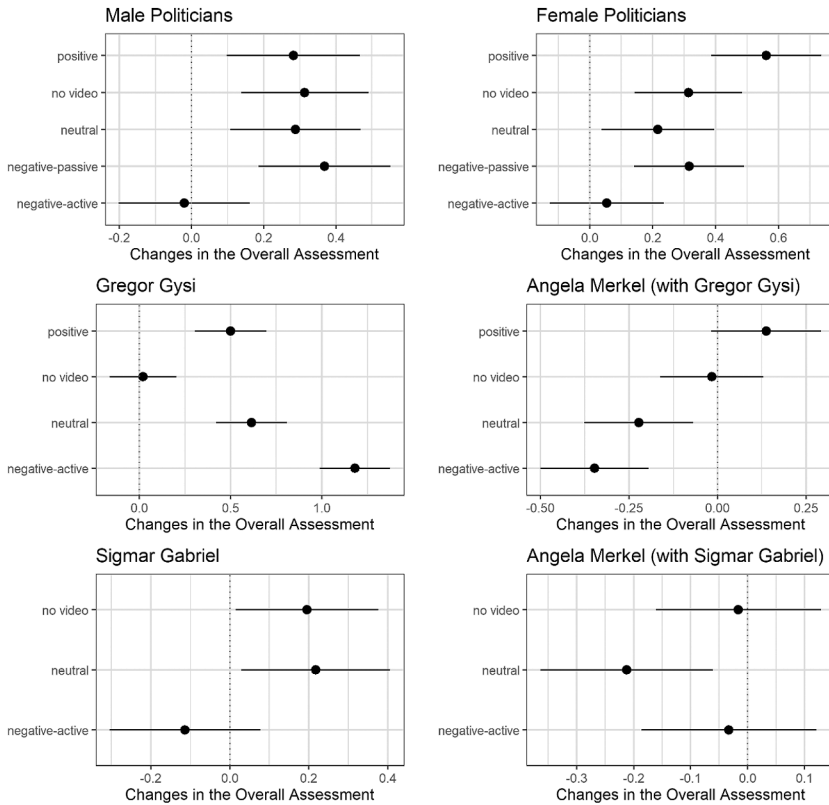 Male Politicians
positive
no video
neutral
negative-passive
negative-active
-0.2 0.0 0.2 0.4
Changes in the Overall Assessment
Female Politicians
positive
no video
neutral
negative-passive
negative-active
0.0 0.2 0.4 0.6
Changes in the Overall Assessment
Gregor Gysi
positive
no video
neutral
negative-active
0.0 0.5 1.0
Changes in the Overall Assessment
Angela Merkel (with Gregor Gysi)
positive
no video
neutral
negative-active
-0.50 -0.25 0.00 0.25
Changes in the Overall Assessment
Sigmar Gabriel
no video
neutral
negative-active
-0.2 0.0 0.2 0.4
Changes in the Overall Assessment
Angela Merkel (with Sigmar Gabriel)
no video
neutral
negative-active
-0.3 -0.2 -0.1 0.0 0.1
Changes in the Overall Assessment